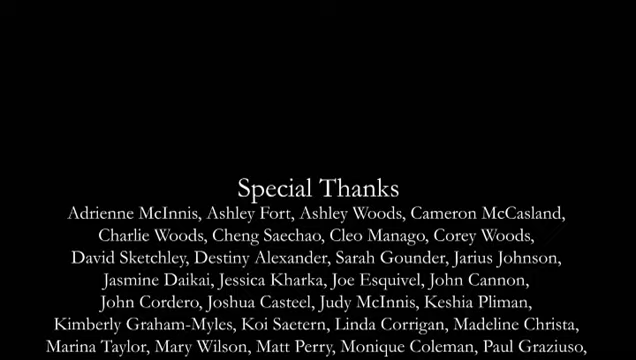 Special Thanks
Adrienne McInnis, Ashley Fort, Ashley Woods, Cameron McCasland,
Charlie Woods, Cheng Saechao, Cleo Manago, Corey Woods,
David Sketchley, Destiny Alexander, Sarah Gounder, Jarius Johnson,
Jasmine Daikai, Jessica Kharka, Joe Esquivel, John Cannon,
John Cordero, Joshua Casteel, Judy McInnis, Keshia Pliman,
Kimberly Graham-Myles, Koi Saetern, Linda Corrigan, Madeline Christa,
Marina Taylor, Mary Wilson, Matt Perry, Monique Coleman, Paul Graziuso,